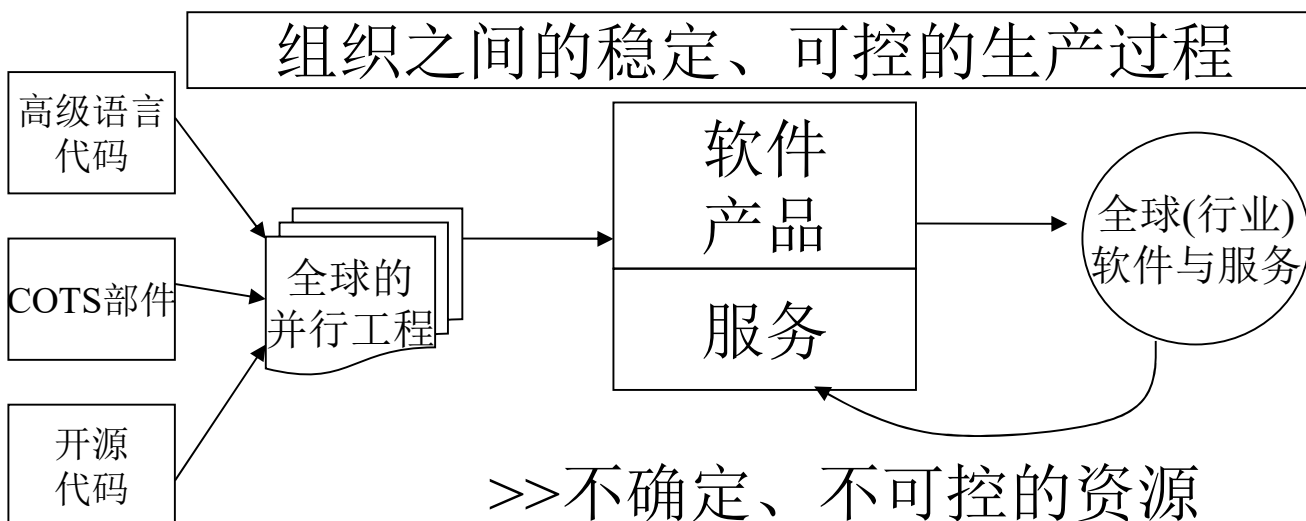 组织之间的稳定、可控的生产过程
高级语言
代码
COTS部件
开源
代码
全球的
并行工程
软件
产品
服务
全球(行业)
软件与服务
>>不确定、不可控的资源